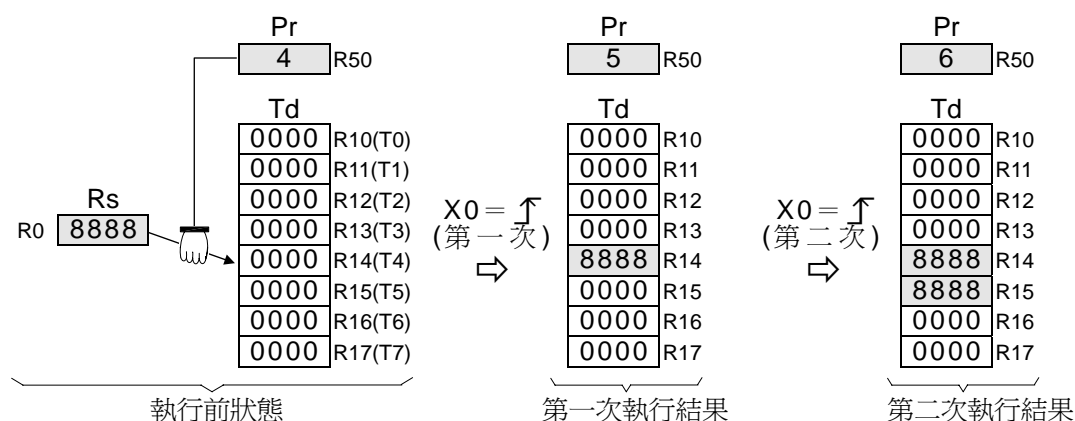 Pr
4 R50
Td
0000 R10(T0)
0000 R11(T1)
0000 R12(T2)
0000 R13(T3)
0000 R14(T4)
0000 R15(T5)
0000 R16(T6)
0000 R17(T7)
Rs
R0 8888
執行前狀態
X0=
(第一次)
Pr
5 R50
Td
0000 R10
0000 R11
0000 R12
0000 R13
8888 R14
0000 R15
0000 R16
0000 R17
第一次執行結果
X0=
(第二次)
Pr
6 R50
Td
0000 R10
0000 R11
0000 R12
0000 R13
8888 R14
8888 R15
0000 R16
0000 R17
第二次執行結果